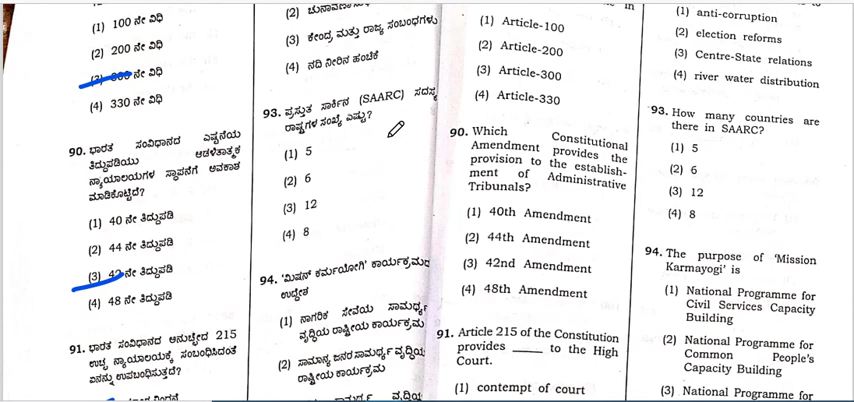 (1) 100 ನೇ ವಿಧಿ
(2) 200 ನೇ ವಿಧಿ
(3) 300 ನೇ ವಿಧಿ
(4) 330 ನೇ ವಿಧಿ
90. ಭಾರತ ಸಂವಿಧಾನದ ಎಷ್ಟನೆಯ
ತಿದ್ದುಪಡಿಯು ಆಡಳಿತಾತ್ಮಕ
ನ್ಯಾಯಾಲಯಗಳ ಸ್ಥಾಪನೆಗೆ ಅವಕಾಶ
ಮಾಡಿಕೊಟ್ಟಿದೆ?
(1) 40 ನೇ ತಿದ್ದುಪಡಿ
(2) 44 ನೇ ತಿದ್ದುಪಡಿ
(3) 42 ನೇ ತಿದ್ದುಪಡಿ
(4) 48 ನೇ ತಿದ್ದುಪಡಿ
91. ಭಾರತ ಸಂವಿಧಾನದ ಅನುಚ್ಛೇದ 215
ಉಚ್ಚ ನ್ಯಾಯಾಲಯಕ್ಕೆ ಸಂಬಂಧಿಸಿದಂತೆ
ಏನನ್ನು ಉಪಬಂಧಿಸುತ್ತದೆ?
(2) ಚುನಾವಣಾ
(3) ಕೇಂದ್ರ ಮತ್ತು ರಾಜ್ಯ ಸಂಬಂಧಗಳು
(4) ನದಿ ನೀರಿನ ಹಂಚಿಕೆ
93. ಪ್ರಸ್ತುತ ಸಾರ್ಕಿನ (SAARC) ಸದಸ್ಯ
ರಾಷ್ಟ್ರಗಳ ಸಂಖ್ಯೆ ಎಷ್ಟು?
(1) 5
(2) 6
(3) 12
(4) 8
94. 'ಮಿಷನ್ ಕರ್ಮಯೋಗಿ' ಕಾರ್ಯಕ್ರಮದ
ಉದ್ದೇಶ
(1) ನಾಗರಿಕ ಸೇವೆಯ ಸಾಮರ್ಥ್ಯ
ವೃದ್ಧಿಯ ರಾಷ್ಟ್ರೀಯ ಕಾರ್ಯಕ್ರಮ
(2) ಸಾಮಾನ್ಯ ಜನರ ಸಾಮರ್ಥ್ಯ ವೃದ್ಧಿಯ
ರಾಷ್ಟ್ರೀಯ ಕಾರ್ಯಕ್ರಮ
in
(1) Article-100
(2) Article-200
(3) Article-300
(4) Article-330
90. Which Constitutional
Amendment provides the
provision to the establish-
ment of Administrative
Tribunals?
(1) 40th Amendment
(2) 44th Amendment
(3) 42nd Amendment
(4) 48th Amendment
91. Article 215 of the Constitution
provides _____ to the High
Court.
(1) contempt of court
(1) anti-corruption
(2) election reforms
(3) Centre-State relations
(4) river water distribution
93. How many countries are
there in SAARC?
(1) 5
(2) 6
(3) 12
(4) 8
94. The purpose of 'Mission
Karmayogi' is
(1) National Programme for
Civil Services Capacity
Building
(2) National Programme for
Common People's
Capacity Building
(3) National Programme for